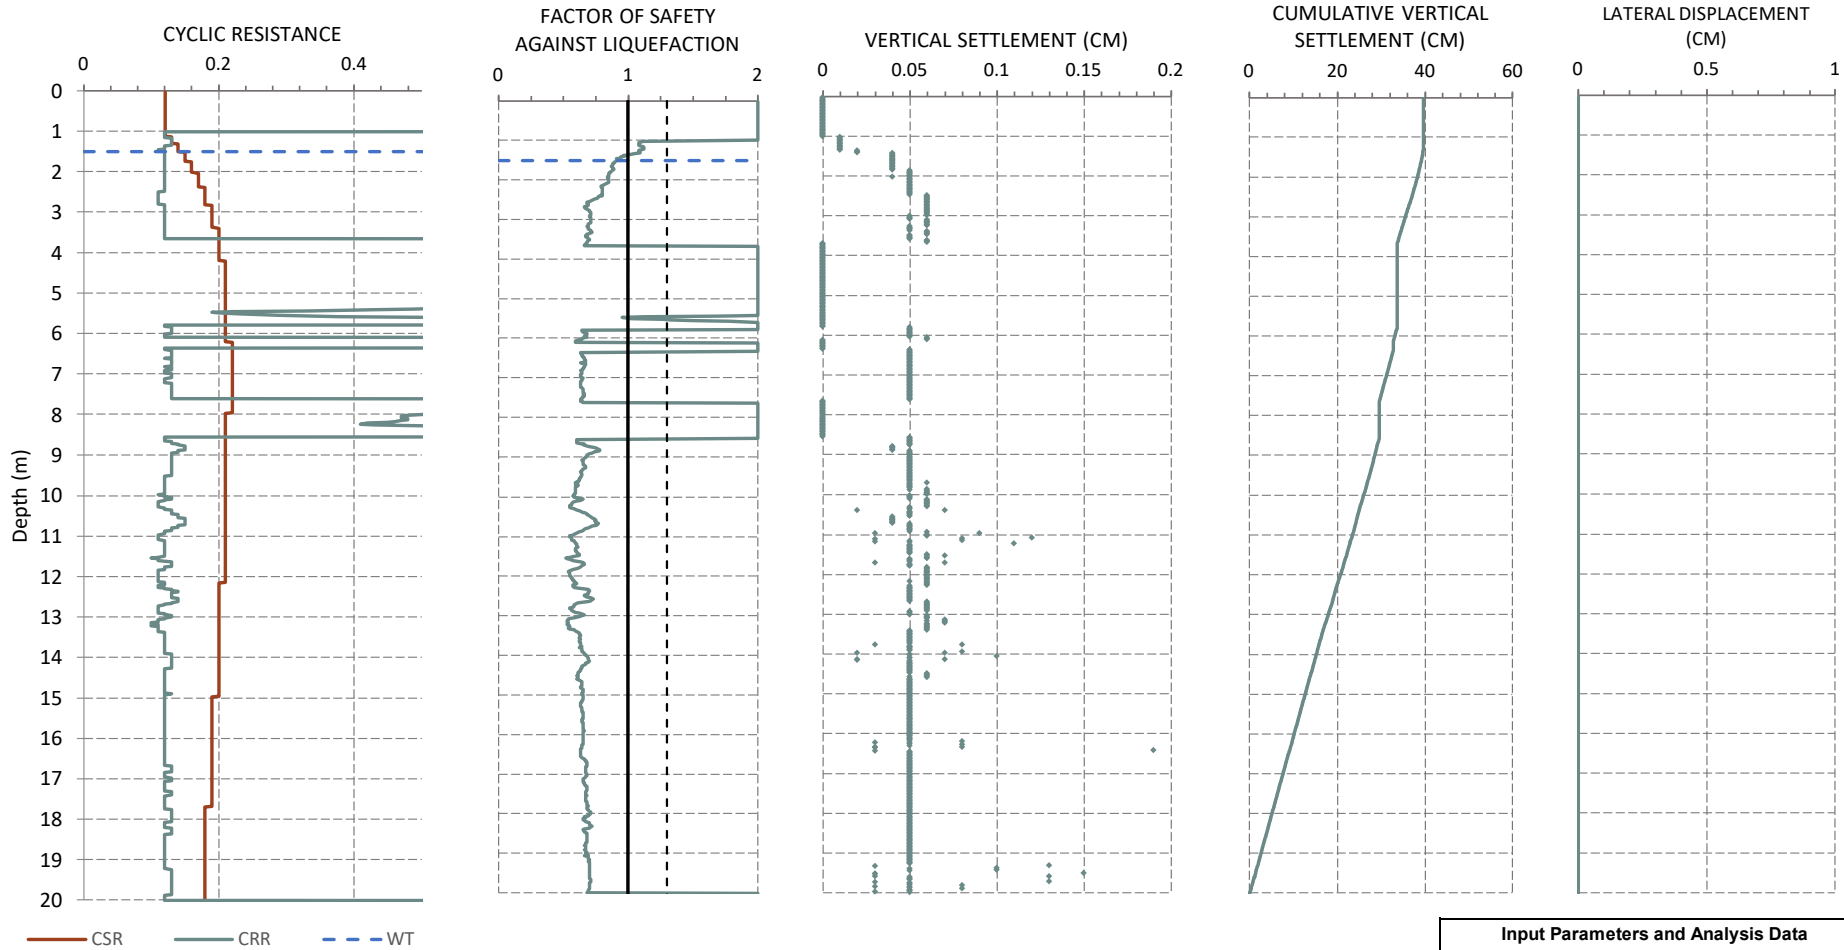 CYCLIC RESISTANCE
0 0.2 0.4
FACTOR OF SAFETY
AGAINST LIQUEFACTION
0 1 2
VERTICAL SETTLEMENT (CM)
0 0.05 0.1 0.15 0.2
CUMULATIVE VERTICAL
SETTLEMENT (CM)
0 20 40 60
LATERAL DISPLACEMENT
(CM)
0 0.5 1
Depth (m)
0
1
2
3
4
5
6
7
8
9
10
11
12
13
14
15
16
17
18
19
20
CSR CRR WT
Input Parameters and Analysis Data